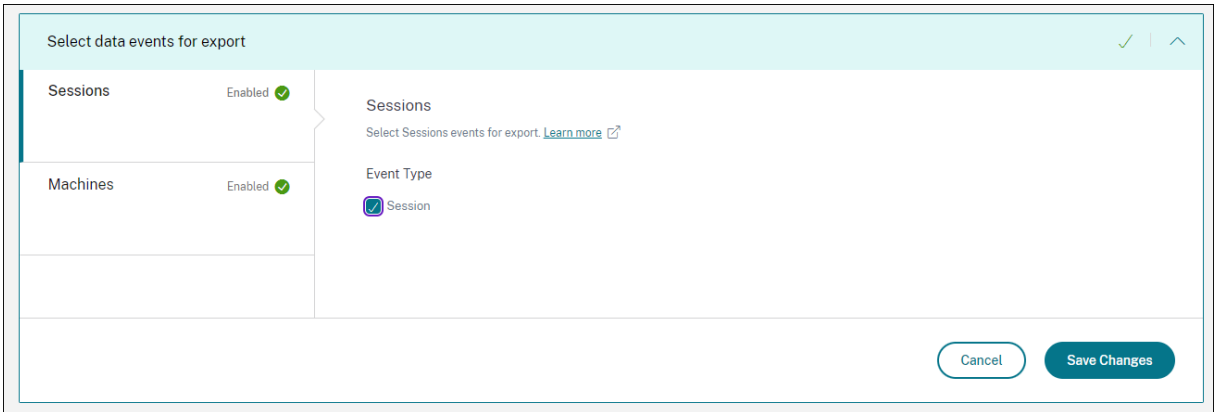 Select data events for export
Sessions
Enabled
Machines
Enabled
Sessions
Select Sessions events for export. Learn more
Event Type
Session
Cancel
Save Changes